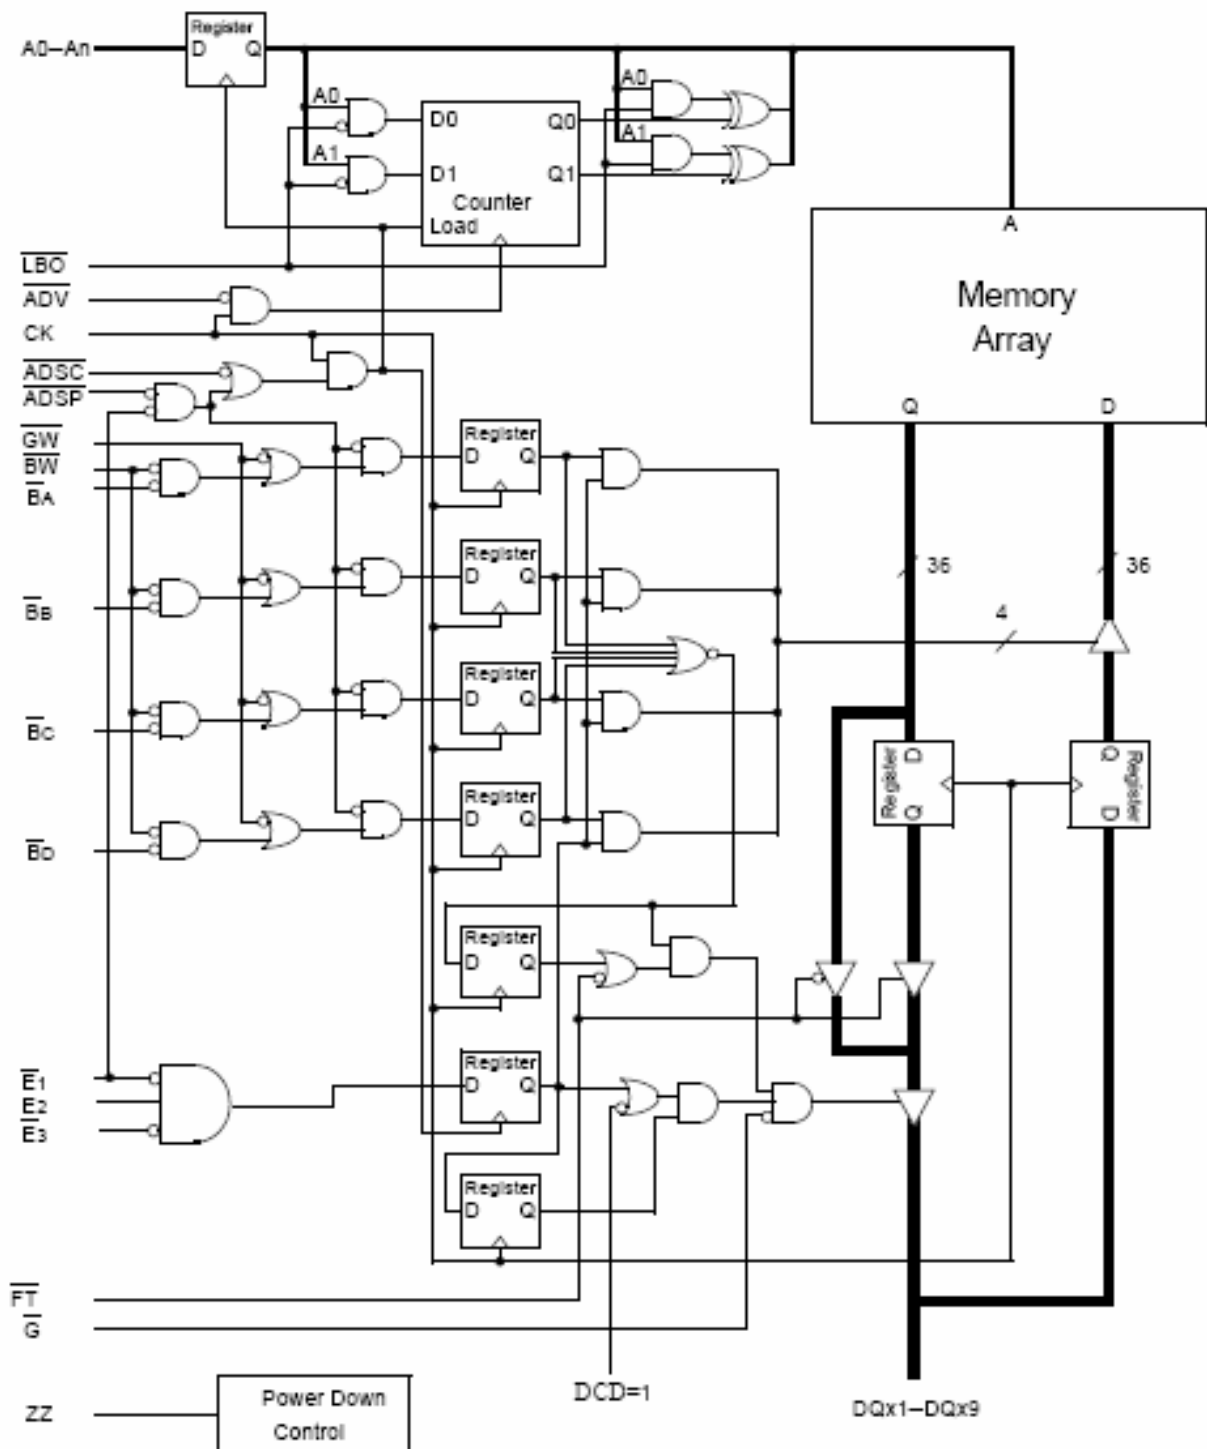 Register
A0–An
D Q
A0
A0
D0 Q0
A1
A1
D1 Q1
Counter
Load
A
LBO
Memory
Array
ADV
CK
ADSC
ADSP
Q D
GW
Register
BW
D Q
BA
Register
36 36
D Q
BB
4
Register
D Q
BC
D Register Q
Q Register D
Register
D Q
BD
Register
D Q
Register
E1
D Q
E2
E3
Register
D Q
FT
G
DCD=1
Power Down
Control
DQx1–DQx9
ZZ